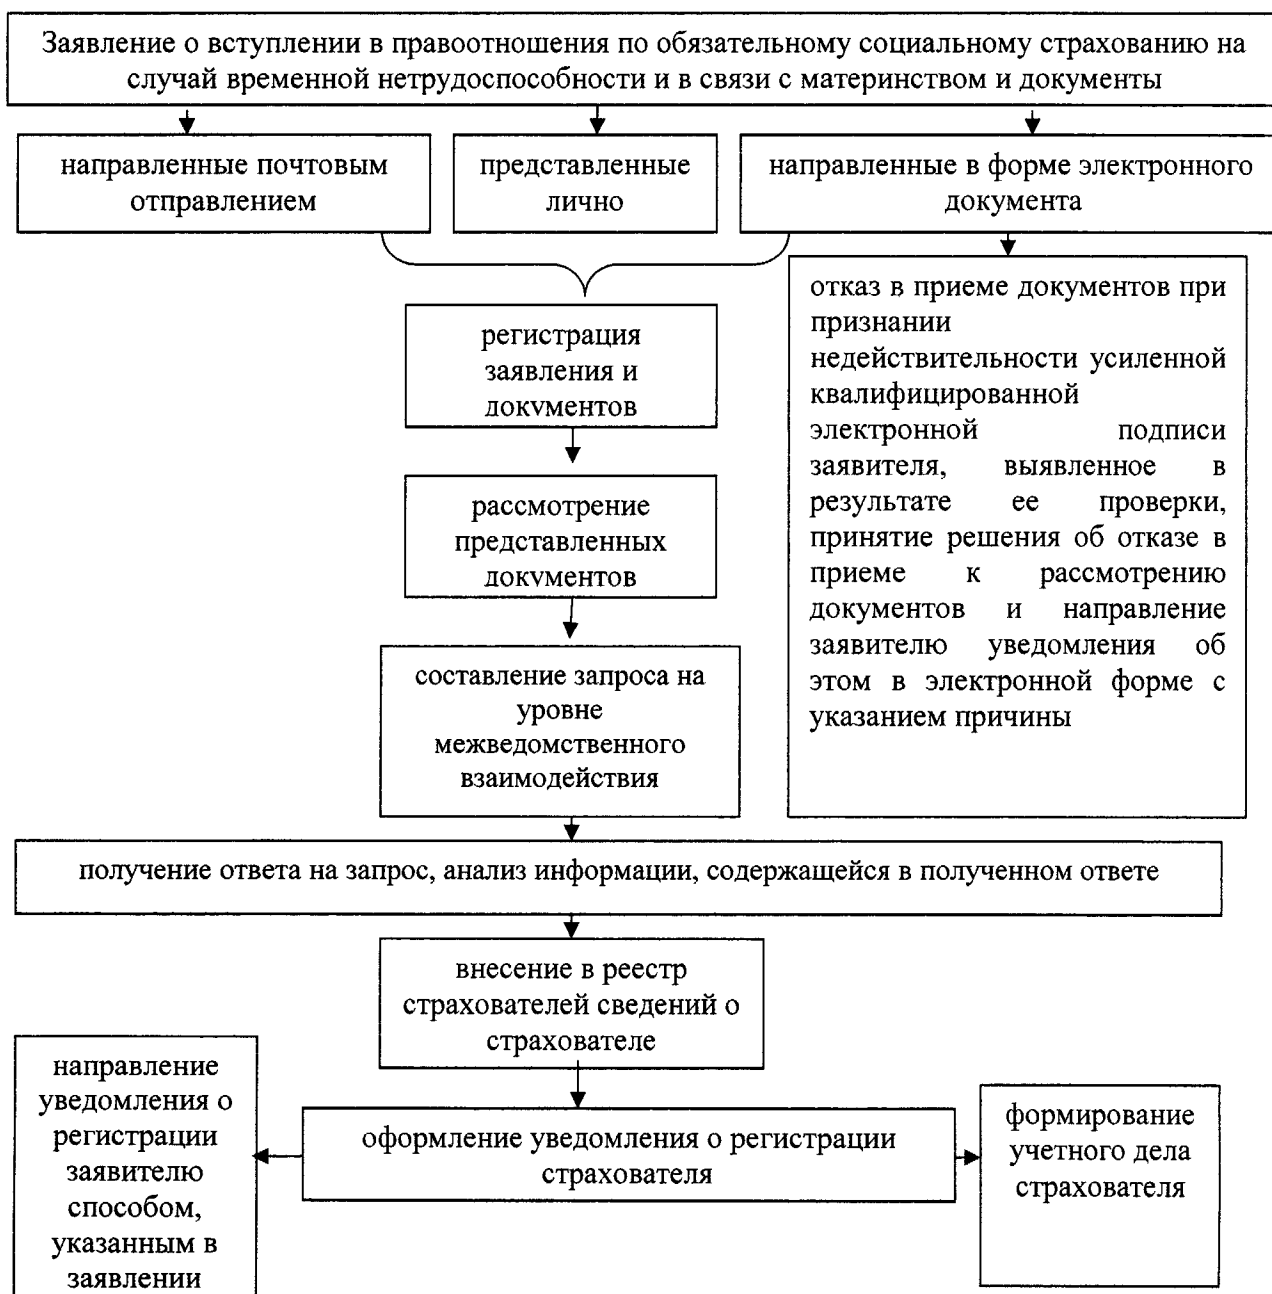 Заявление о вступлении в правоотношения по обязательному социальному страхованию на
случай временной нетрудоспособности и в связи с материнством и документы
направленные почтовым
отправлением
представленные
лично
направленные в форме электронного
документа
отказ в приеме документов при
признании
недействительности усиленной
квалифицированной
электронной подписи
заявителя, выявленное в
результате ее проверки,
принятие решения об отказе в
приеме к рассмотрению
документов и направление
заявителю уведомления об
этом в электронной форме с
указанием причины
регистрация
заявления и
документов
рассмотрение
представленных
документов
составление запроса на
уровне
межведомственного
взаимодействия
получение ответа на запрос, анализ информации, содержащейся в полученном ответе
внесение в реестр
страхователей сведений о
страхователе
направление
уведомления о
регистрации
заявителю
способом,
указанным в
заявлении
оформление уведомления о регистрации
страхователя
формирование
учетного дела
страхователя